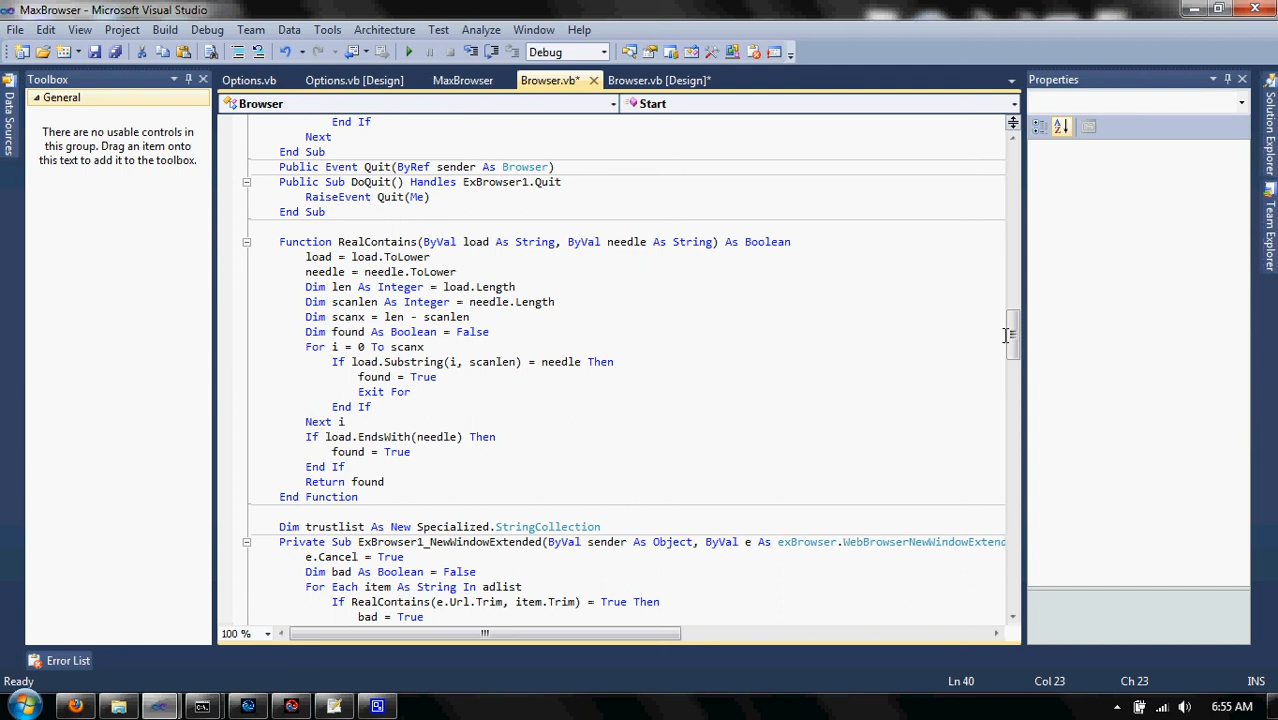 MaxBrowser - Microsoft Visual Studio
File Edit View Project Build Debug Team Data Tools Architecture Test Analyze Window Help
Debug
Toolbox
General
There are no usable controls in
this group. Drag an item onto
this text to add it to the toolbox.
Data Sources
Options.vb Options.vb [Design] MaxBrowser Browser.vb* Browser.vb [Design]*
Browser Start
End If
Next
End Sub
Public Event Quit(ByRef sender As Browser)
Public Sub DoQuit() Handles ExBrowser1.Quit
RaiseEvent Quit(Me)
End Sub
Function RealContains(ByVal load As String, ByVal needle As String) As Boolean
load = load.ToLower
needle = needle.ToLower
Dim len As Integer = load.Length
Dim scanlen As Integer = needle.Length
Dim scanx = len - scanlen
Dim found As Boolean = False
For i = 0 To scanx
If load.Substring(i, scanlen) = needle Then
found = True
Exit For
End If
Next i
If load.EndsWith(needle) Then
found = True
End If
Return found
End Function
Dim trustlist As New Specialized.StringCollection
Private Sub ExBrowser1_NewWindowExtended(ByVal sender As Object, ByVal e As exBrowser.WebBrowserNewWindowExtend
e.Cancel = True
Dim bad As Boolean = False
For Each item As String In adlist
If RealContains(e.Url.Trim, item.Trim) = True Then
bad = True
100 %
Properties
Solution Explorer
Team Explorer
Error List
Ready Ln 40 Col 23 Ch 23 INS
6:55 AM